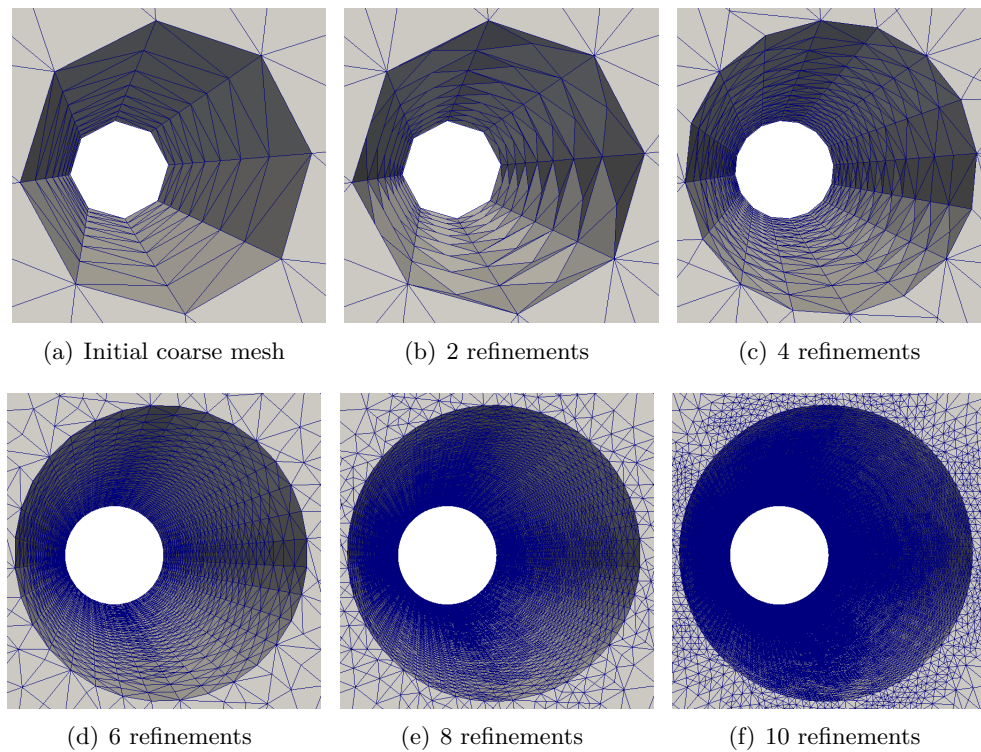 (a) Initial coarse mesh
(b) 2 refinements
(c) 4 refinements
(d) 6 refinements
(e) 8 refinements
(f) 10 refinements